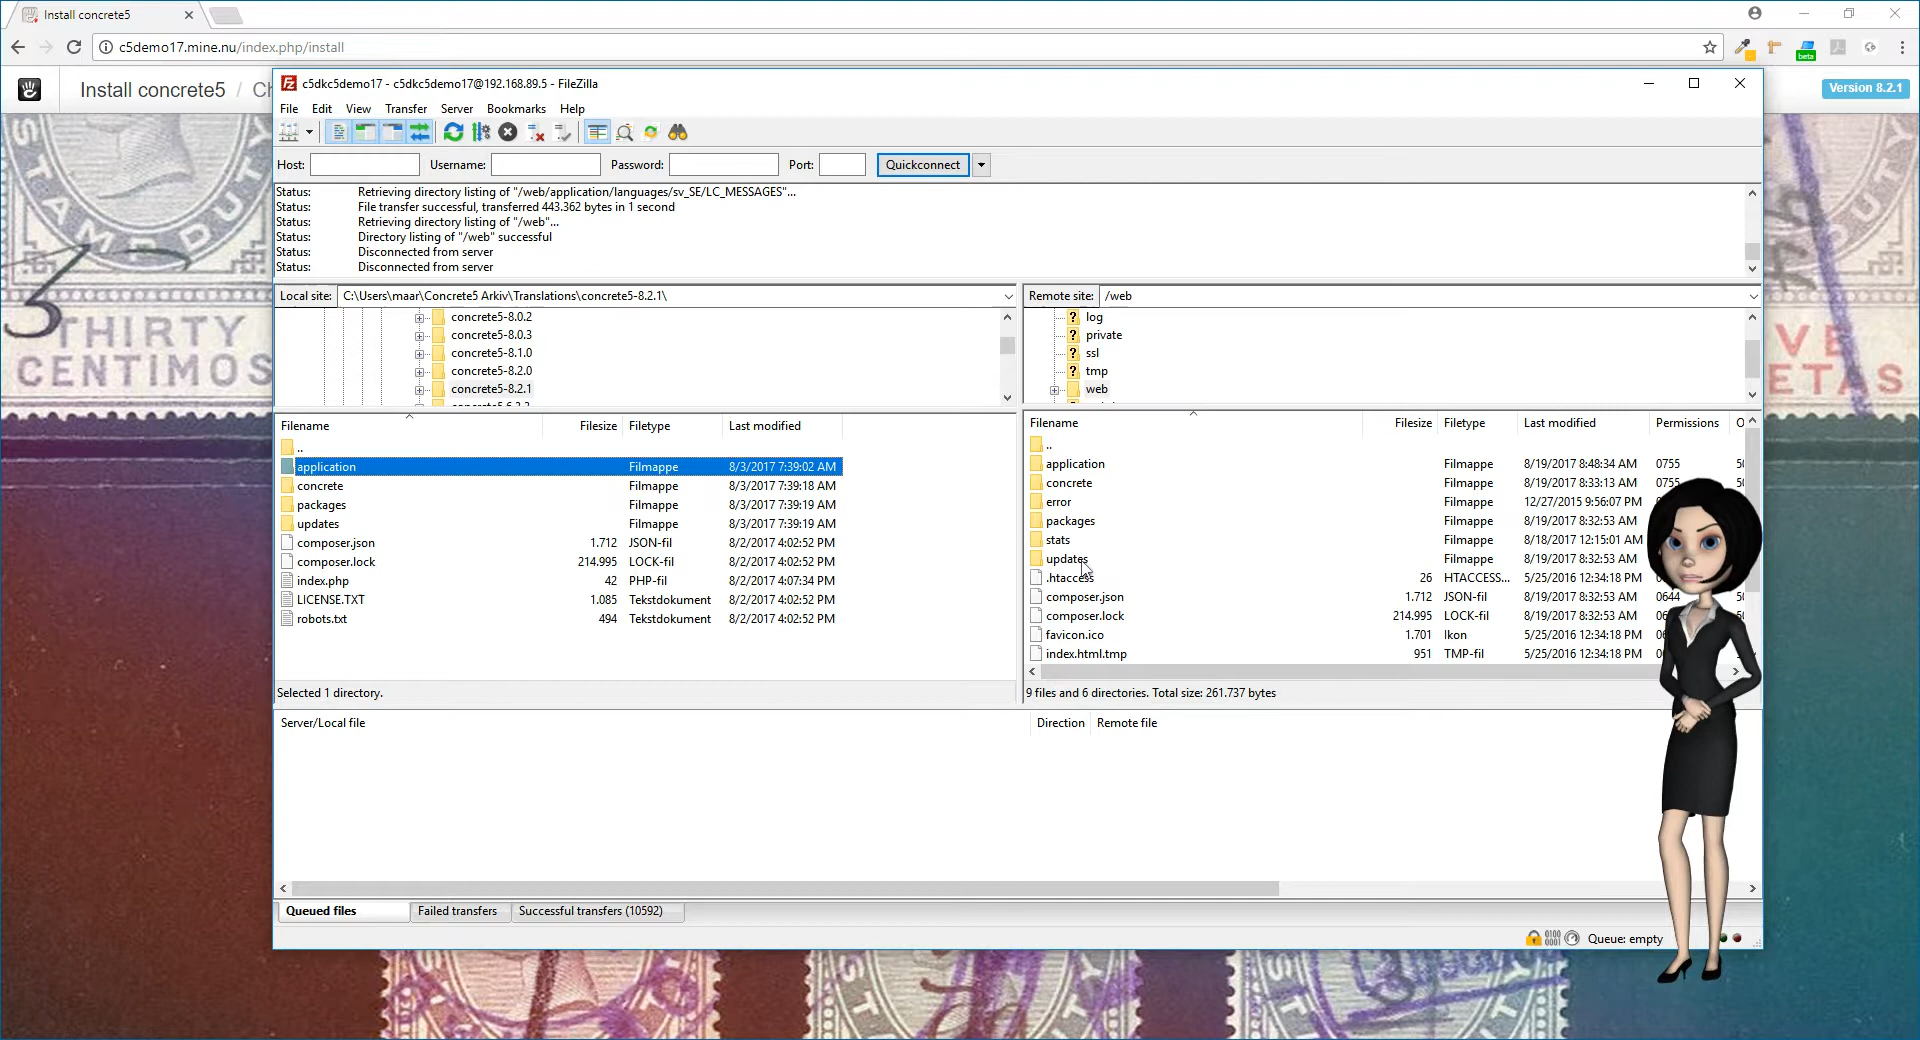 Install concrete5
c5demo17.mine.nu/index.php/install
beta
Install concrete5 / Ch
Version 8.2.1
c5dkc5demo17 - c5dkc5demo17@192.168.89.5 - FileZilla
File Edit View Transfer Server Bookmarks Help
Host: Username: Password: Port: Quickconnect
Status: Retrieving directory listing of "/web/application/languages/sv_SE/LC_MESSAGES"...
Status: File transfer successful, transferred 443.362 bytes in 1 second
Status: Retrieving directory listing of "/web"...
Status: Directory listing of "/web" successful
Status: Disconnected from server
Status: Disconnected from server
Local site: C:\Users\maar\Concrete5 Arkiv\Translations\concrete5-8.2.1\
concrete5-8.0.2
concrete5-8.0.3
concrete5-8.1.0
concrete5-8.2.0
concrete5-8.2.1
Filename Filesize Filetype Last modified
..
application Filmappe 8/3/2017 7:39:02 AM
concrete Filmappe 8/3/2017 7:39:18 AM
packages Filmappe 8/3/2017 7:39:19 AM
updates Filmappe 8/3/2017 7:39:19 AM
composer.json 1.712 JSON-fil 8/2/2017 4:02:52 PM
composer.lock 214.995 LOCK-fil 8/2/2017 4:02:52 PM
index.php 42 PHP-fil 8/2/2017 4:07:34 PM
LICENSE.TXT 1.085 Tekstdokument 8/2/2017 4:02:52 PM
robots.txt 494 Tekstdokument 8/2/2017 4:02:52 PM
Selected 1 directory.
Remote site: /web
log
private
ssl
tmp
web
Filename Filesize Filetype Last modified Permissions O
..
application Filmappe 8/19/2017 8:48:34 AM 0755
concrete Filmappe 8/19/2017 8:33:13 AM 0755
error Filmappe 12/27/2015 9:56:07 PM
packages Filmappe 8/19/2017 8:32:53 AM
stats Filmappe 8/18/2017 12:15:01 AM
updates Filmappe 8/19/2017 8:32:53 AM
.htaccess 26 HTACCESS... 5/25/2016 12:34:18 PM
composer.json 1.712 JSON-fil 8/19/2017 8:32:53 AM 0644
composer.lock 214.995 LOCK-fil 8/19/2017 8:32:53 AM
favicon.ico 1.701 Ikon 5/25/2016 12:34:18 PM
index.html.tmp 951 TMP-fil 5/25/2016 12:34:18 PM
9 files and 6 directories. Total size: 261.737 bytes
Server/Local file Direction Remote file
Queued files Failed transfers Successful transfers (10592)
Queue: empty
STAMP DUTY
THIRTY
CENTIMOS